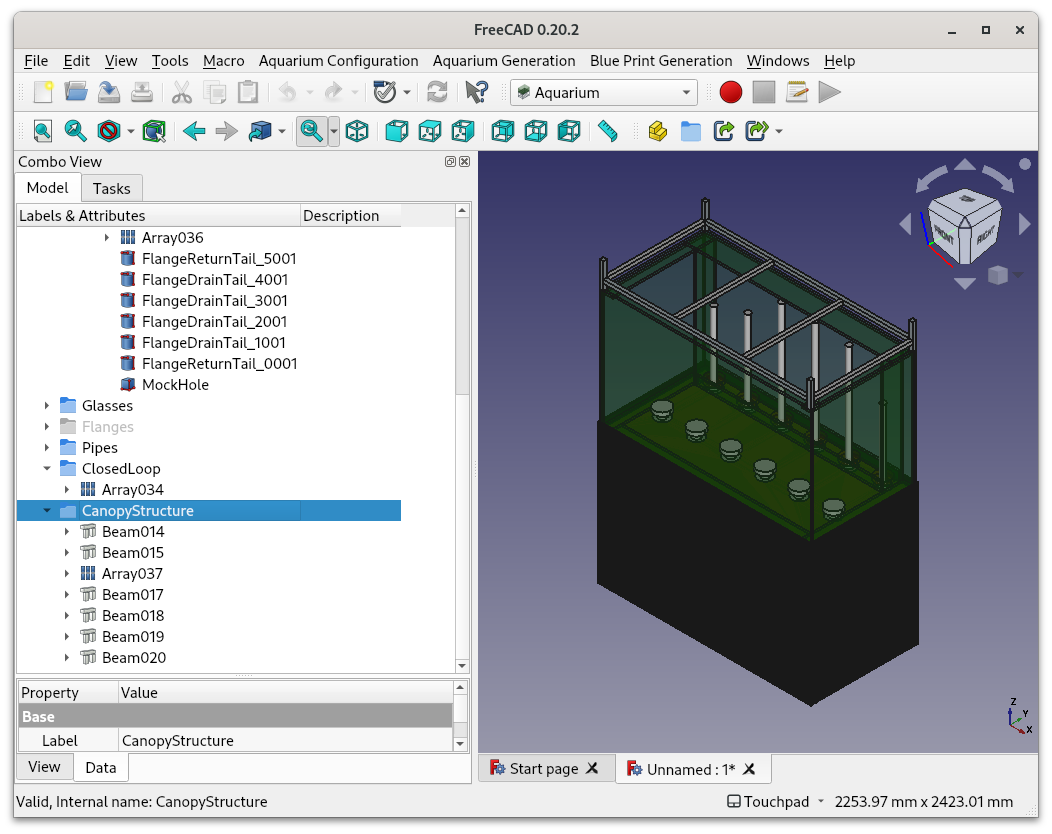 FreeCAD 0.20.2
File Edit View Tools Macro Aquarium Configuration Aquarium Generation Blue Print Generation Windows Help
Aquarium
Combo View
Model Tasks
Labels & Attributes Description
Array036
FlangeReturnTail_5001
FlangeDrainTail_4001
FlangeDrainTail_3001
FlangeDrainTail_2001
FlangeDrainTail_1001
FlangeReturnTail_0001
MockHole
Glasses
Flanges
Pipes
ClosedLoop
Array034
CanopyStructure
Beam014
Beam015
Array037
Beam017
Beam018
Beam019
Beam020
Property Value
Base
Label CanopyStructure
View Data
FRONT RIGHT
Z
Y
X
Start page Unnamed : 1*
Valid, Internal name: CanopyStructure Touchpad 2253.97 mm x 2423.01 mm